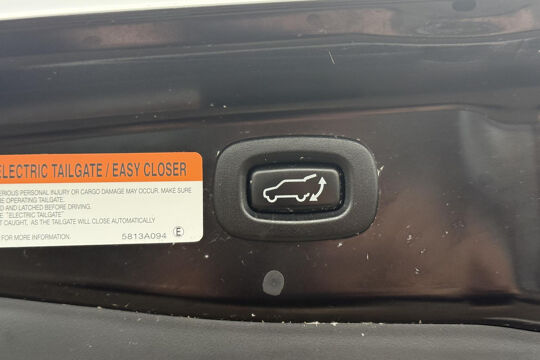 ELECTRIC TAILGATE / EASY CLOSER
SERIOUS PERSONAL INJURY OR CARGO DAMAGE MAY OCCUR. MAKE SURE
OPERATING TAILGATE.
AND LATCHED BEFORE DRIVING.
"ELECTRIC TAILGATE"
CAUGHT, AS THE TAILGATE WILL CLOSE AUTOMATICALLY
FOR MORE INFORMATION. 5813A094 E